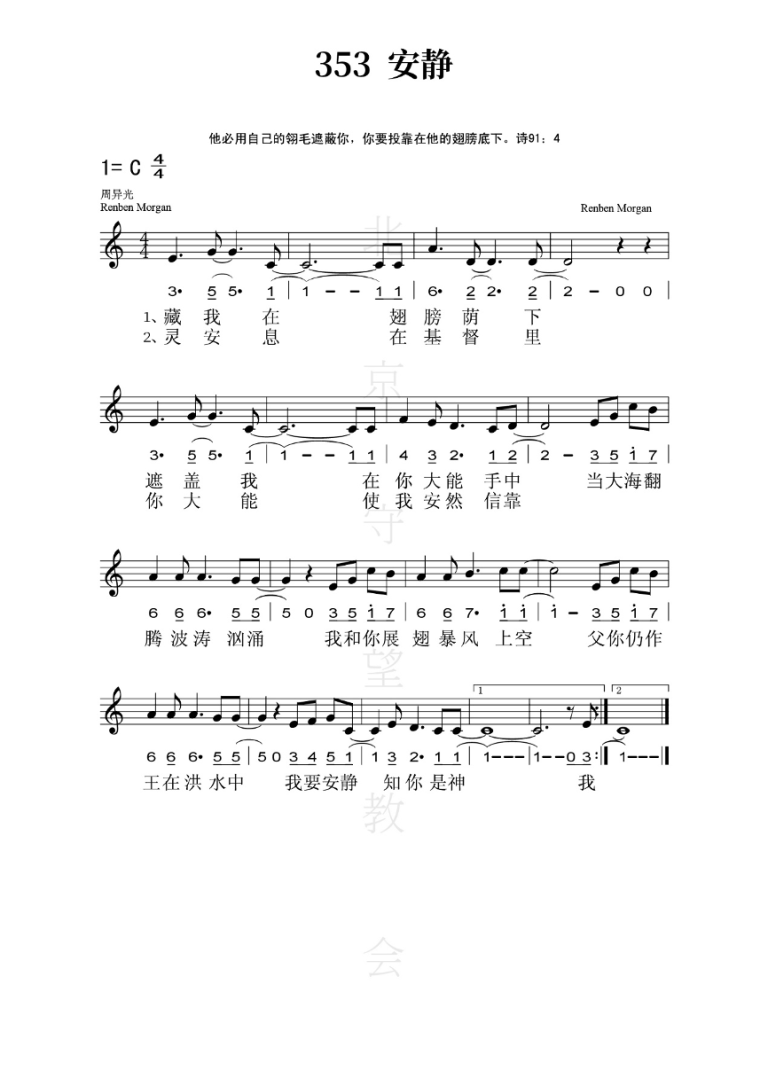 353 安静
他必用自己的翎毛遮蔽你，你要投靠在他的翅膀底下。诗91：4
1= C 4/4
周异光
Renben Morgan
Renben Morgan
3· 5 5· 1 | 1 － － 1 1 | 6· 2 2· 2 | 2 － 0 0 |
1、藏 我 在 翅 膀 荫 下
2、灵 安 息 在 基 督 里
3· 5 5· 1 | 1 － － 1 1 | 4 3 2· 1 2 | 2 － 3 5 1̇ 7 |
遮 盖 我 在 你 大 能 手 中 当 大 海 翻
你 大 能 使 我 安 然 信 靠
6 6 6· 5 5 | 5 0 3 5 1̇ 7 | 6 6 7· 1̇ 1̇ | 1̇ － 3 5 1̇ 7 |
腾 波 涛 汹 涌 我 和 你 展 翅 暴 风 上 空 父 你 仍 作
1 2
6 6 6· 5 5 | 5 0 3 4 5 1 | 1 3 2· 1 1 | 1 - - - | 1 - - 0 3 :| 1 - - - |
王 在 洪 水 中 我 要 安 静 知 你 是 神 我
北
京
守
望
教
会